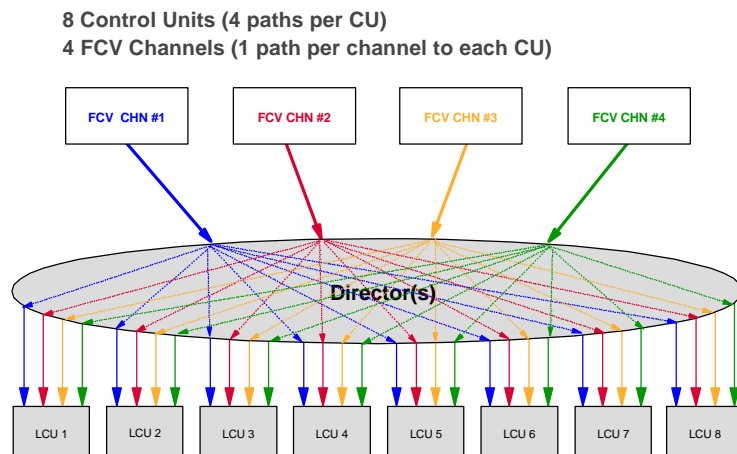 8 Control Units (4 paths per CU)
4 FCV Channels (1 path per channel to each CU)
FCV CHN #1
FCV CHN #2
FCV CHN #3
FCV CHN #4
Director(s)
LCU 1
LCU 2
LCU 3
LCU 4
LCU 5
LCU 6
LCU 7
LCU 8